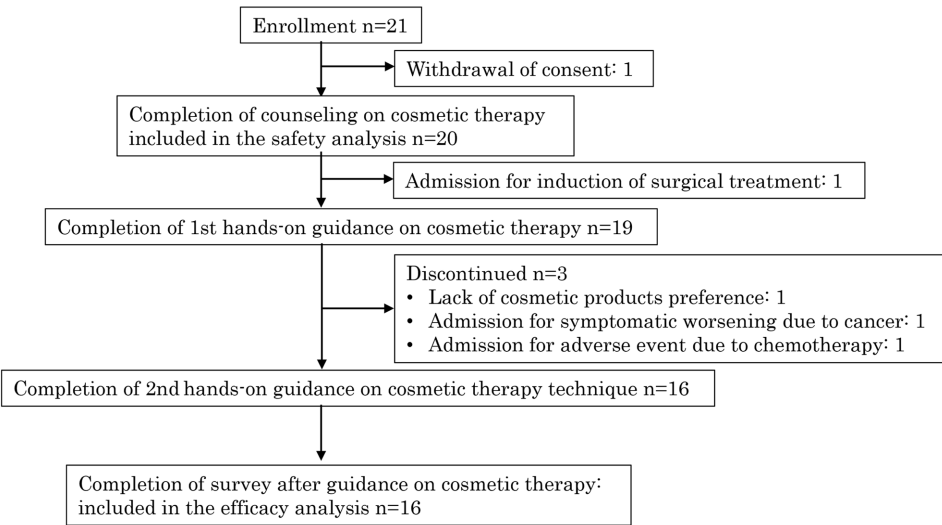 Enrollment n=21
Withdrawal of consent: 1
Completion of counseling on cosmetic therapy
included in the safety analysis n=20
Admission for induction of surgical treatment: 1
Completion of 1st hands-on guidance on cosmetic therapy n=19
Discontinued n=3
• Lack of cosmetic products preference: 1
• Admission for symptomatic worsening due to cancer: 1
• Admission for adverse event due to chemotherapy: 1
Completion of 2nd hands-on guidance on cosmetic therapy technique n=16
Completion of survey after guidance on cosmetic therapy:
included in the efficacy analysis n=16